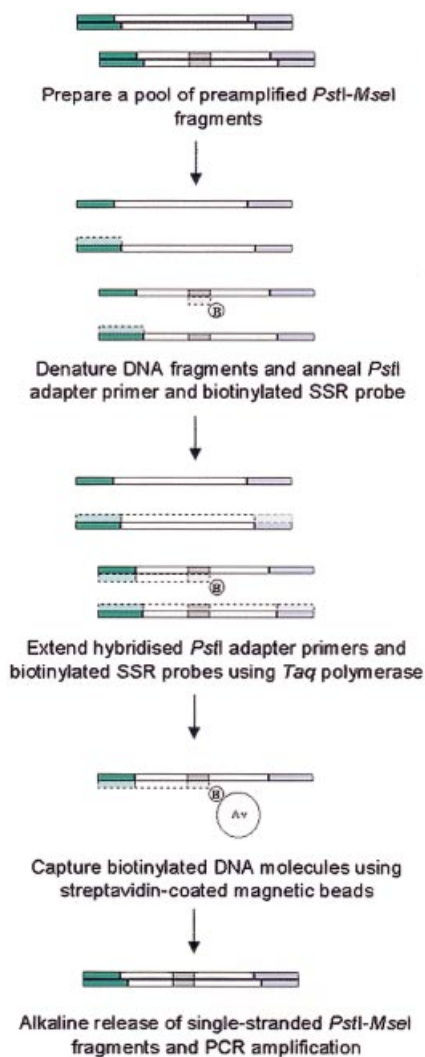 Prepare a pool of preamplified PstI-MseI
fragments
B
Denature DNA fragments and anneal PstI
adapter primer and biotinylated SSR probe
B
Extend hybridised PstI adapter primers and
biotinylated SSR probes using Taq polymerase
B
Av
Capture biotinylated DNA molecules using
streptavidin-coated magnetic beads
Alkaline release of single-stranded PstI-MseI
fragments and PCR amplification